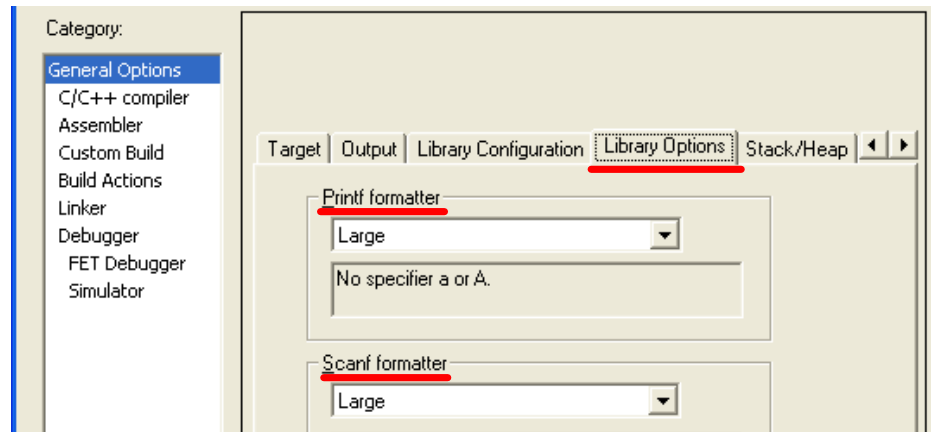 Category:
General Options
C/C++ compiler
Assembler
Custom Build
Build Actions
Linker
Debugger
FET Debugger
Simulator
Target Output Library Configuration Library Options Stack/Heap
Printf formatter
Large
No specifier a or A.
Scanf formatter
Large